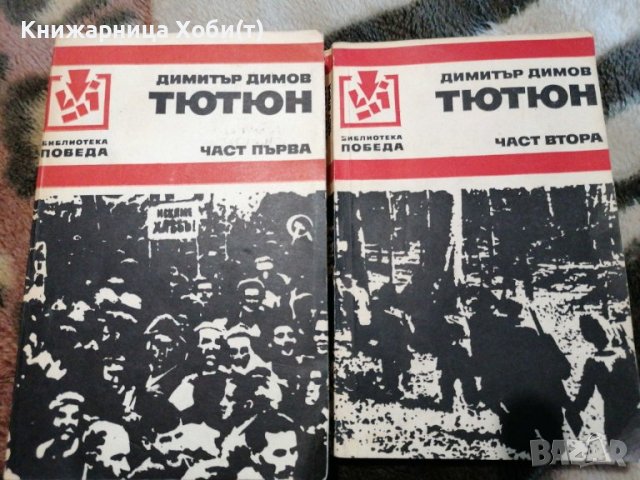 Книжарница Хоби(т)
ДИМИТЪР ДИМОВ
ТЮТЮН
БИБЛИОТЕКА
ПОБЕДА
ЧАСТ ПЪРВА
ИСКАМЕ
ХЛЯБ!
ДИМИТЪР ДИМОВ
ТЮТЮН
БИБЛИОТЕКА
ПОБЕДА
ЧАСТ ВТОРА
BAZAR